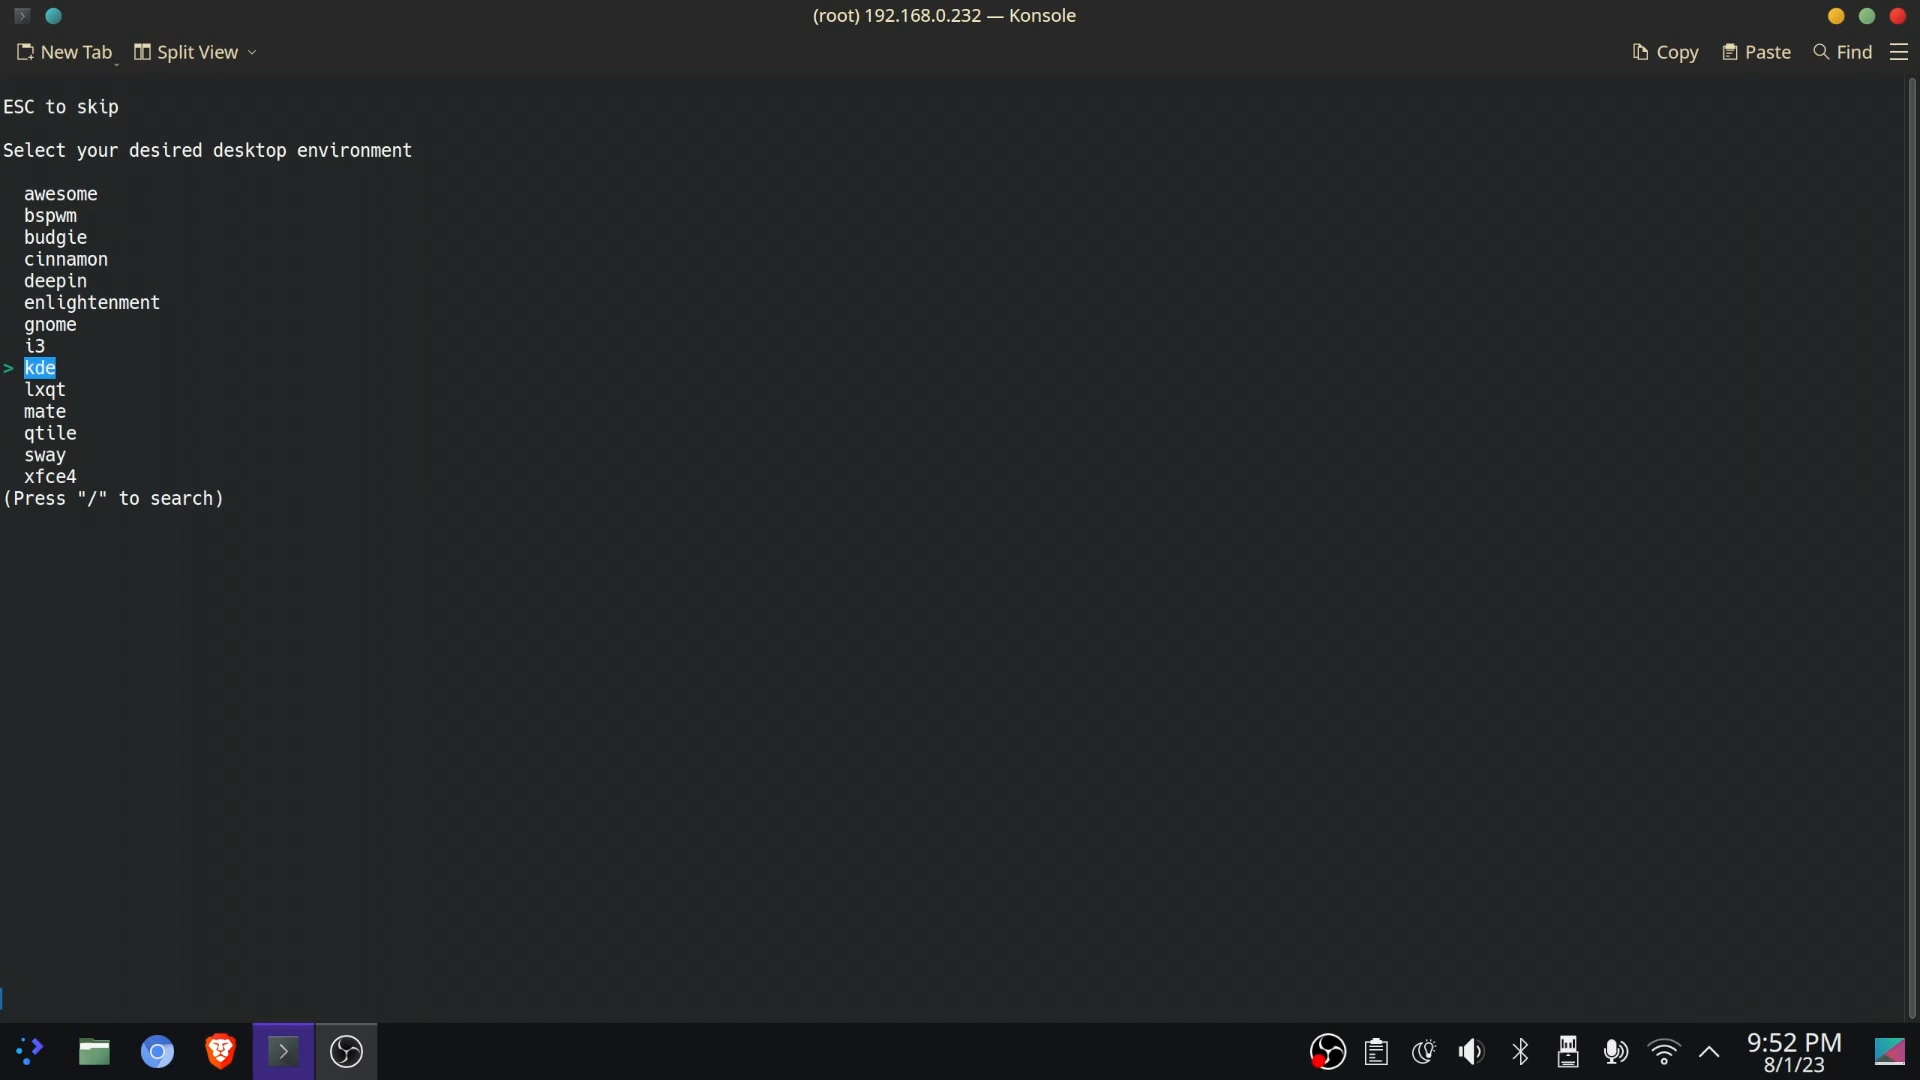 (root) 192.168.0.232 — Konsole
New Tab Split View Copy Paste Find
ESC to skip
Select your desired desktop environment
awesome
bspwm
budgie
cinnamon
deepin
enlightenment
gnome
i3
> kde
lxqt
mate
qtile
sway
xfce4
(Press "/" to search)
9:52 PM
8/1/23